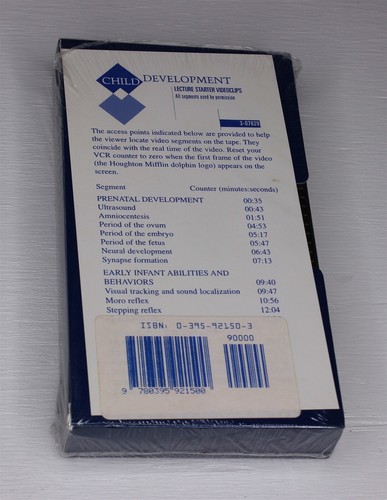 CHILD DEVELOPMENT
LECTURE STARTER VIDEOCLIPS
All segments used by permission
3-07629
The access points indicated below are provided to help
the viewer locate video segments on the tape. They
coincide with the real time of the video. Reset your
VCR counter to zero when the first frame of the video
(the Houghton Mifflin dolphin logo) appears on the
screen.
Segment Counter (minutes:seconds)
PRENATAL DEVELOPMENT 00:35
Ultrasound 00:43
Amniocentesis 01:51
Period of the ovum 04:53
Period of the embryo 05:17
Period of the fetus 05:47
Neural development 06:43
Synapse formation 07:13
EARLY INFANT ABILITIES AND
BEHAVIORS 09:40
Visual tracking and sound localization 09:47
Moro reflex 10:56
Stepping reflex 12:04
ISBN: 0-395-92150-3
90000
9 780395 921500